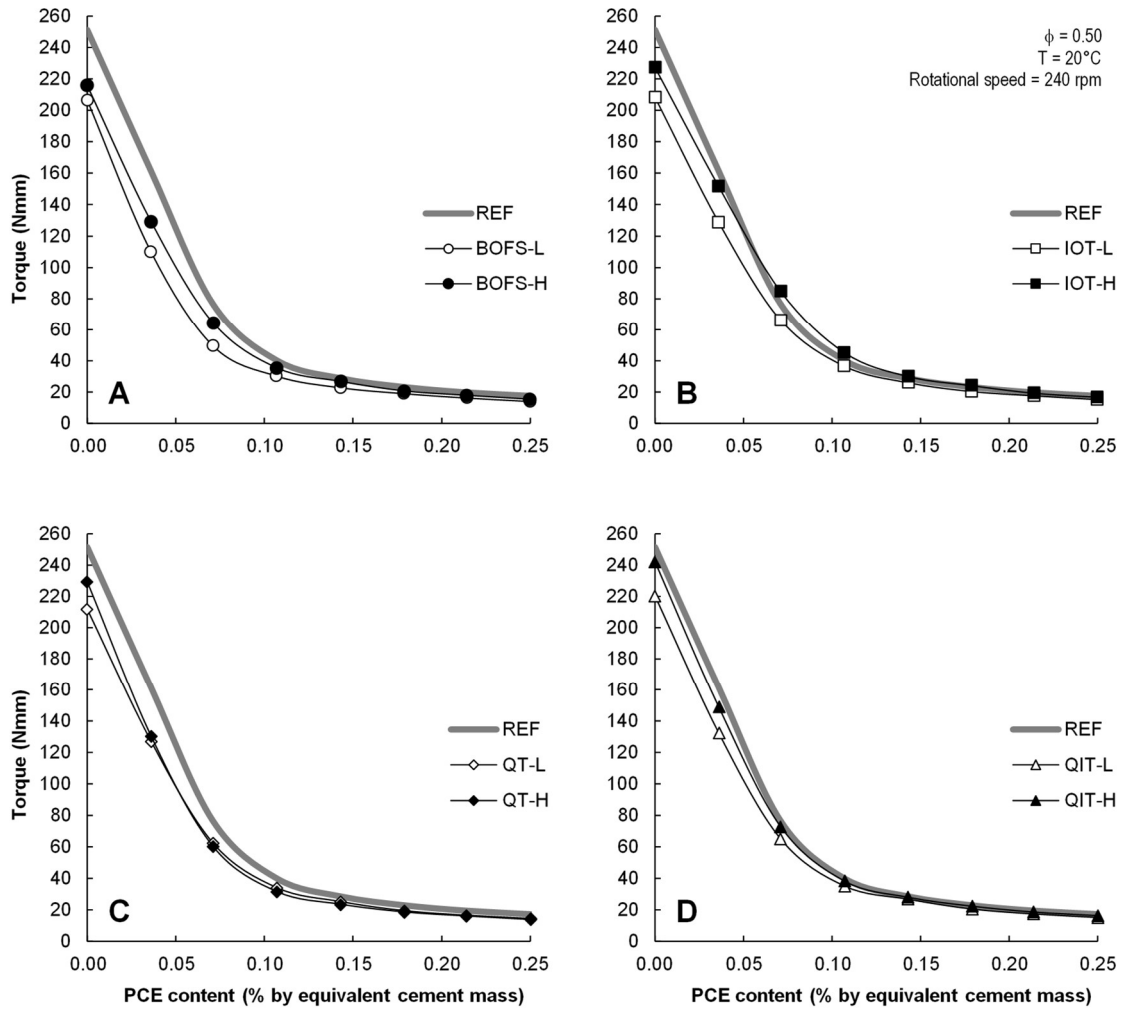 260
240
220
200
180
160
140
120
100
80
60
40
20
0
Torque (Nmm)
REF
BOFS-L
BOFS-H
A
0.00 0.05 0.10 0.15 0.20 0.25
260
240
220
200
180
160
140
120
100
80
60
40
20
0
ϕ = 0.50
T = 20°C
Rotational speed = 240 rpm
REF
IOT-L
IOT-H
B
0.00 0.05 0.10 0.15 0.20 0.25
260
240
220
200
180
160
140
120
100
80
60
40
20
0
Torque (Nmm)
REF
QT-L
QT-H
C
0.00 0.05 0.10 0.15 0.20 0.25
PCE content (% by equivalent cement mass)
260
240
220
200
180
160
140
120
100
80
60
40
20
0
REF
QIT-L
QIT-H
D
0.00 0.05 0.10 0.15 0.20 0.25
PCE content (% by equivalent cement mass)